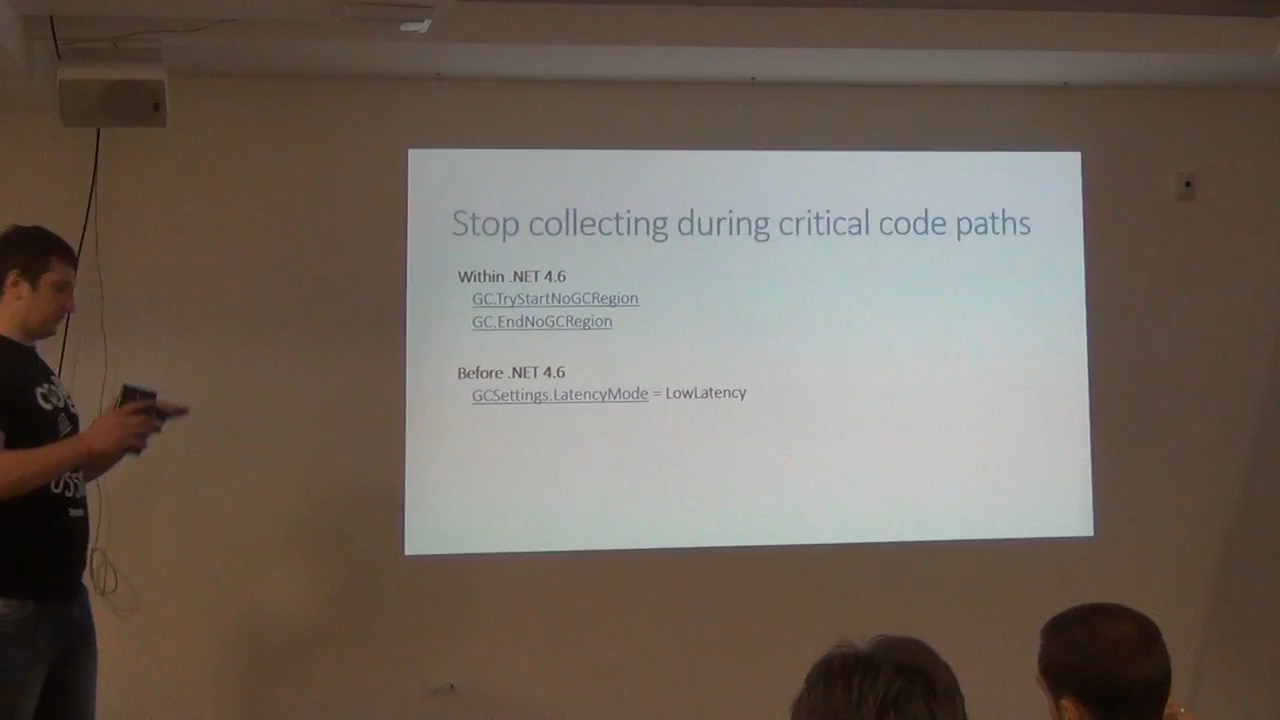 Stop collecting during critical code paths
Within .NET 4.6
GC.TryStartNoGCRegion
GC.EndNoGCRegion
Before .NET 4.6
GCSettings.LatencyMode = LowLatency